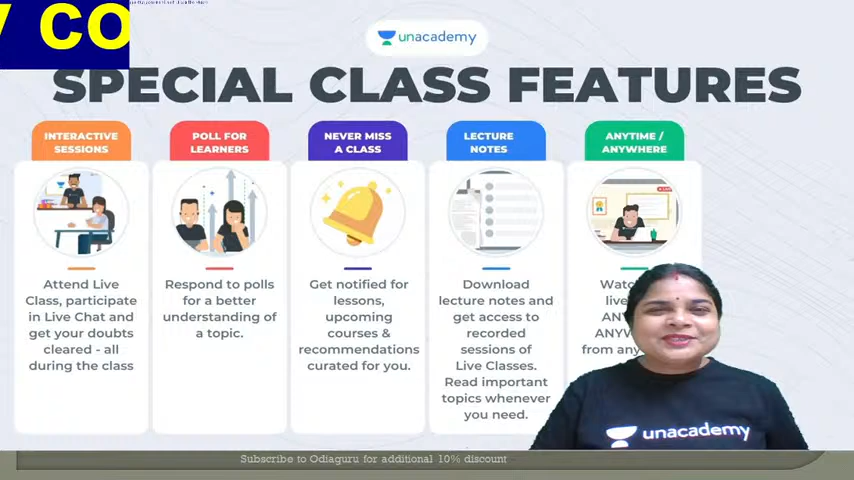 y CO
unacademy
SPECIAL CLASS FEATURES
INTERACTIVE
SESSIONS
Attend Live
Class, participate
in Live Chat and
get your doubts
cleared - all
during the class
POLL FOR
LEARNERS
Respond to polls
for a better
understanding of
a topic.
NEVER MISS
A CLASS
Get notified for
lessons,
upcoming
courses &
recommendations
curated for you.
LECTURE
NOTES
Download
lecture notes and
get access to
recorded
sessions of
Live Classes.
Read important
topics whenever
you need.
ANYTIME /
ANYWHERE
LIVE
live
from any
unacademy
Subscribe to Odiaguru for additional 10% discount